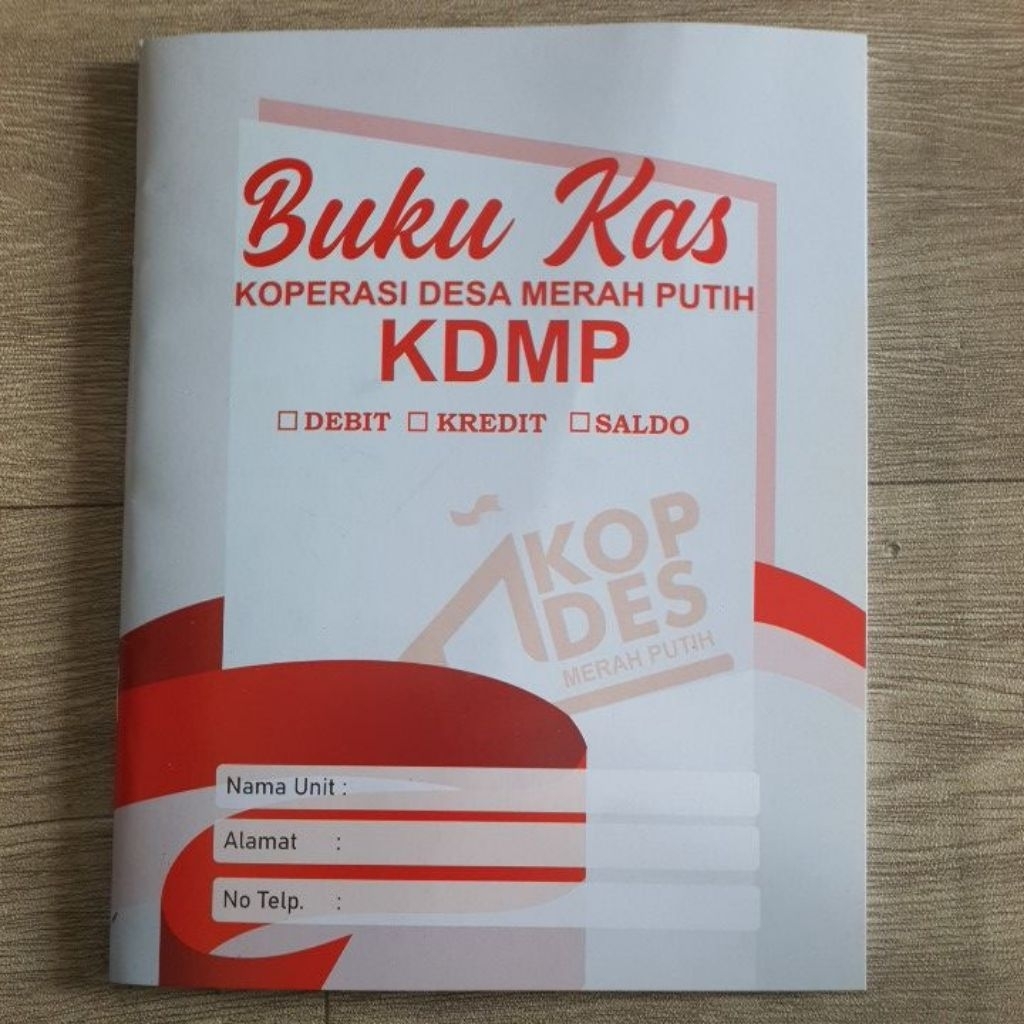 Buku Kas
KOPERASI DESA MERAH PUTIH
KDMP
☐ DEBIT ☐ KREDIT ☐ SALDO
KOP
DES
MERAH PUTIH
Nama Unit :
Alamat :
No Telp. :